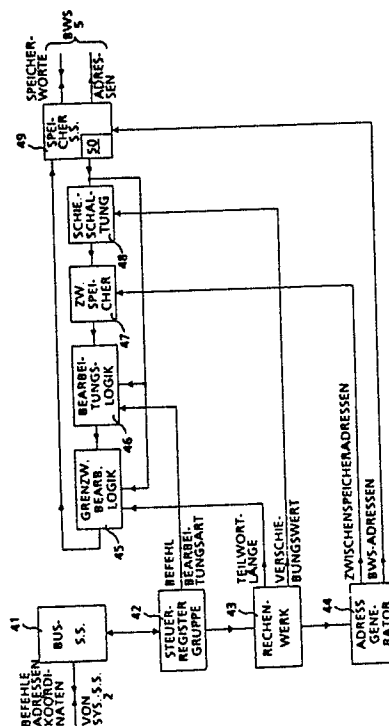 BEFEHLE
ADRESSEN
KOORDI-
NATEN
VON
SYS.-S.S.
2
41
BUS-
S.S.
42
STEUER-
REGISTER
GRUPPE
BEFEHL
BEARBEI-
TUNGSART
43
RECHEN-
WERK
TEILWORT-
LÄNGE
VERSCHIE-
BUNGSWERT
44
ADRESS
GENE-
RATOR
ZWISCHENSPEICHERADRESSEN
BWS-ADRESSEN
GRENZW.
BEARB.
LOGIK
45
BEARBEI-
TUNGS-
LOGIK
46
ZW.
SPEI-
CHER
47
SCHIE.-
SCHAL-
TUNG
48
49
SPEI-
CHER
S.S.
50
SPEICHER-
WORTE
ADRES-
SEN
BWS
5